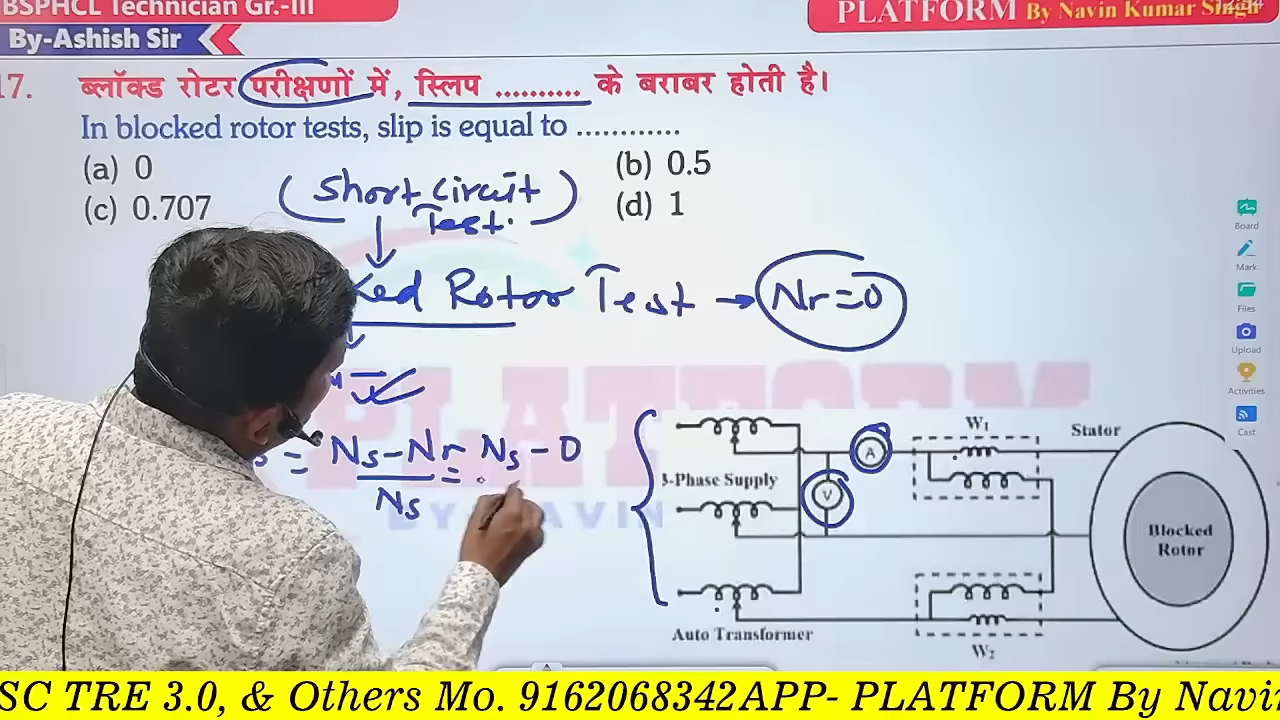 BSPHCL Technician Gr.-III
PLATFORM By Navin Kumar Singh
By-Ashish Sir
17. ब्लॉक्ड रोटर परीक्षणों में, स्लिप ........... के बराबर होती है।
In blocked rotor tests, slip is equal to ............
(a) 0
(b) 0.5
(c) 0.707
(d) 1
(Short Circuit
Test.)
Rotor Test → Nr=0
= Ns-Nr = Ns-0
Ns
W₁
Stator
A
3-Phase Supply
V
Blocked
Rotor
Auto Transformer
W₂
PLATFORM
Board
Mark
Files
Upload
Activities
Cast
SC TRE 3.0, & Others Mo. 9162068342APP- PLATFORM By